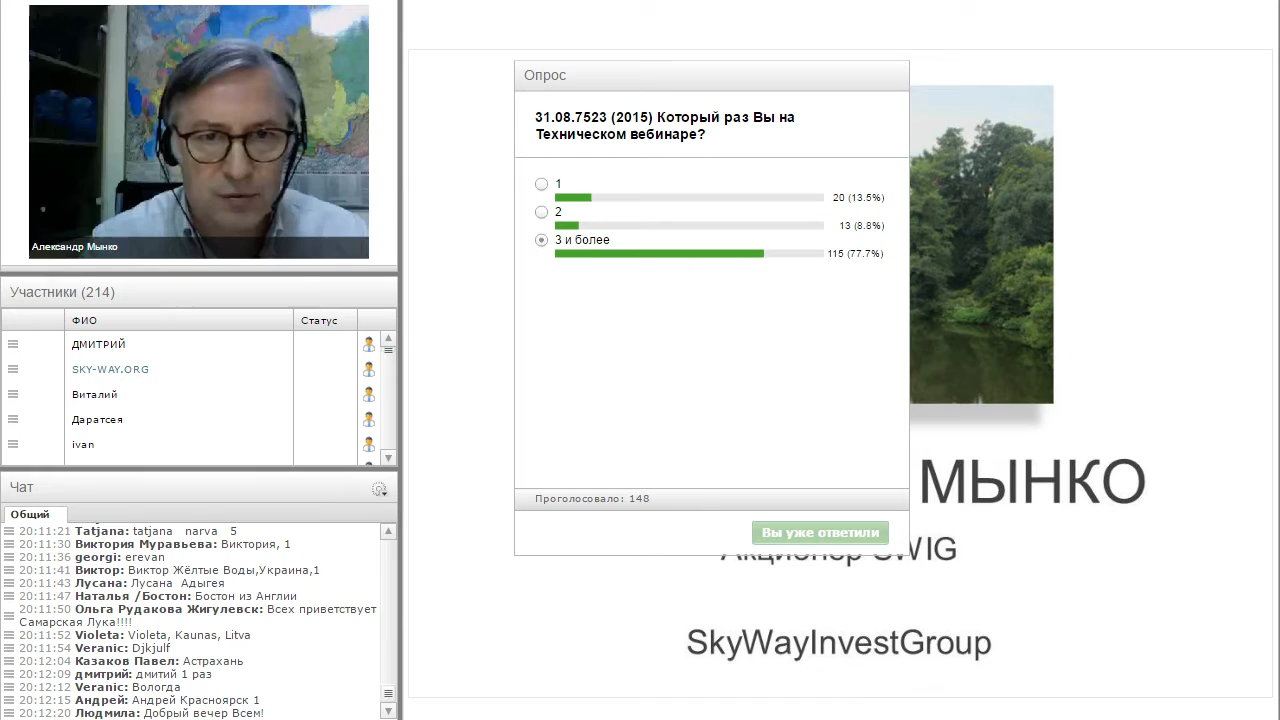 Александр Мынко
Участники (214)
ФИО
Статус
ДМИТРИЙ
SKY-WAY.ORG
Виталий
Даратсея
ivan
Чат
Общий
20:11:21 Tatjana: tatjana narva 5
20:11:30 Виктория Муравьева: Виктория, 1
20:11:36 georgi: erevan
20:11:41 Виктор: Виктор Жёлтые Воды,Украина,1
20:11:43 Лусана: Лусана Адыгея
20:11:47 Наталья /Бостон: Бостон из Англии
20:11:50 Ольга Рудакова Жигулевск: Всех приветствует
Самарская Лука!!!!
20:11:52 Violeta: Violeta, Kaunas, Litva
20:11:54 Veranic: Djkjulf
20:12:04 Казаков Павел: Астрахань
20:12:09 дмитрий: дмитий 1 раз
20:12:12 Veranic: Вологда
20:12:15 Андрей: Андрей Красноярск 1
20:12:20 Людмила: Добрый вечер Всем!
Опрос
31.08.7523 (2015) Который раз Вы на
Техническом вебинаре?
1
20 (13.5%)
2
13 (8.8%)
3 и более
115 (77.7%)
Проголосовало: 148
Вы уже ответили
МЫНКО
Акционер SWIG
SkyWayInvestGroup